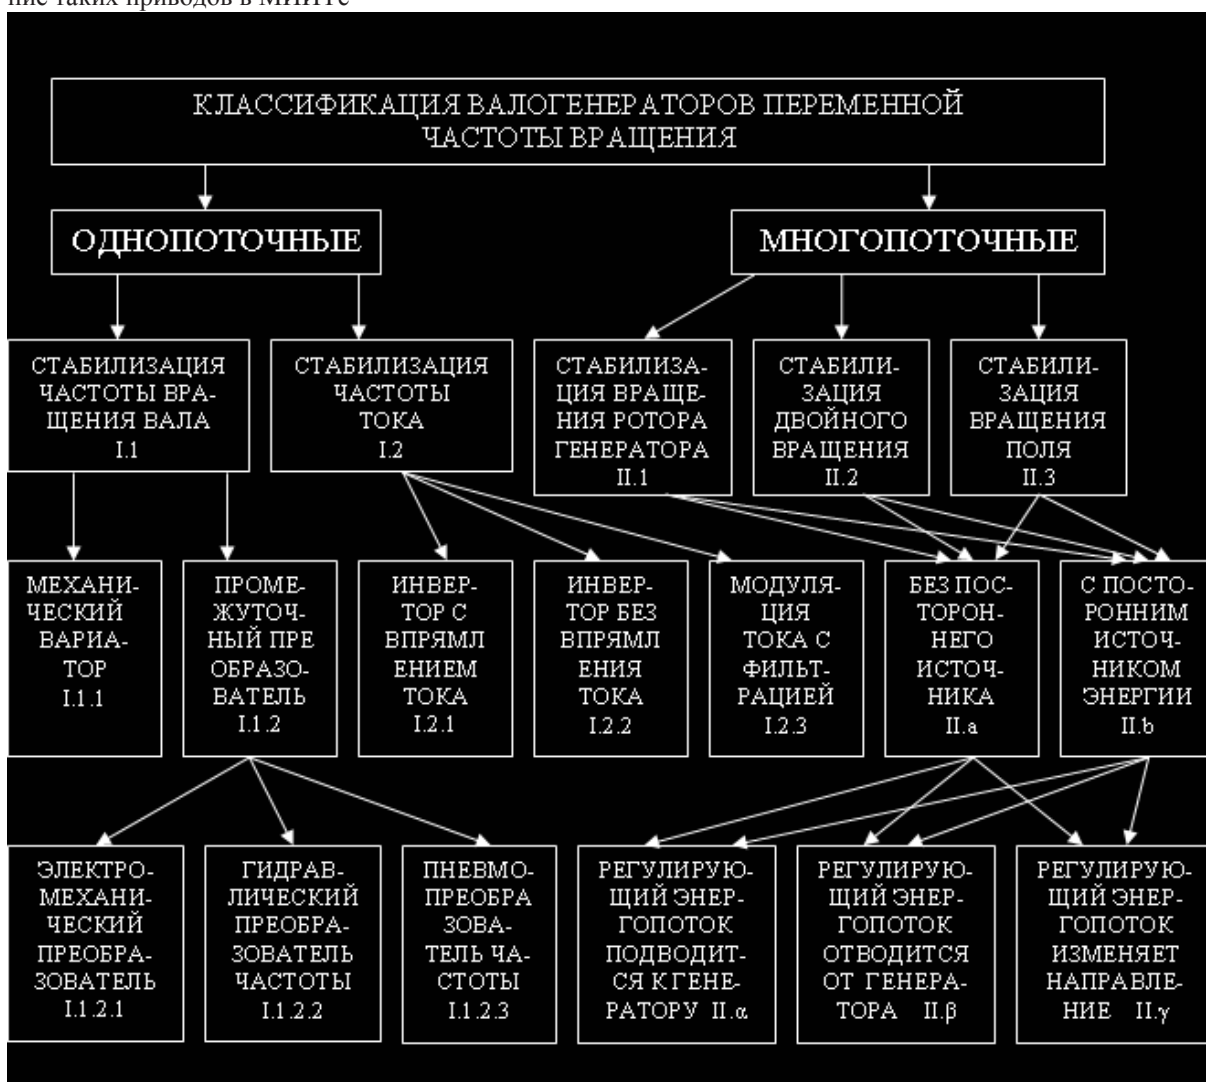 ние таких приводов в МИИТе
КЛАССИФИКАЦИЯ ВАЛОГЕНЕРАТОРОВ ПЕРЕМЕННОЙ
ЧАСТОТЫ ВРАЩЕНИЯ
ОДНОПОТОЧНЫЕ
МНОГОПОТОЧНЫЕ
СТАБИЛИЗАЦИЯ
ЧАСТОТЫ ВРА-
ЩЕНИЯ ВАЛА
I.1
СТАБИЛИЗАЦИЯ
ЧАСТОТЫ
ТОКА
I.2
СТАБИЛИЗА-
ЦИЯ ВРАЩЕ-
НИЯ РОТОРА
ГЕНЕРАТОРА
II.1
СТАБИЛИ-
ЗАЦИЯ
ДВОЙНОГО
ВРАЩЕНИЯ
II.2
СТАБИЛИ-
ЗАЦИЯ
ВРАЩЕНИЯ
ПОЛЯ
II.3
МЕХАНИ-
ЧЕСКИЙ
ВАРИА-
ТОР
I.1.1
ПРОМЕ-
ЖУТОЧ-
НЫЙ ПРЕ
ОБРАЗО-
ВАТЕЛЬ
I.1.2
ИНВЕР-
ТОР С
ВПРЯМЛ
ЕНИЕМ
ТОКА
I.2.1
ИНВЕР-
ТОР БЕЗ
ВПРЯМЛ
ЕНИЯ
ТОКА
I.2.2
МОДУЛЯ-
ЦИЯ
ТОКА С
ФИЛЬТ-
РАЦИЕЙ
I.2.3
БЕЗ ПОС-
ТОРОН-
НЕГО
ИСТОЧ-
НИКА
II.a
С ПОСТО-
РОННИМ
ИСТОЧ-
НИКОМ
ЭНЕРГИИ
II.b
ЭЛЕКТРО-
МЕХАНИ-
ЧЕСКИЙ
ПРЕОБРА-
ЗОВАТЕЛЬ
I.1.2.1
ГИДРАВ-
ЛИЧЕСКИЙ
ПРЕОБРА-
ЗОВАТЕЛЬ
ЧАСТОТЫ
I.1.2.2
ПНЕВМО-
ПРЕОБРА
ЗОВА-
ТЕЛЬ ЧА-
СТОТЫ
I.1.2.3
РЕГУЛИРУЮ-
ЩИЙ ЭНЕР-
ГОПОТОК
ПОДВОДИТ-
СЯ К ГЕНЕ-
РАТОРУ II.α
РЕГУЛИРУЮ-
ЩИЙ ЭНЕР-
ГОПОТОК
ОТВОДИТСЯ
ОТ ГЕНЕРА-
ТОРА II.β
РЕГУЛИРУЮ-
ЩИЙ ЭНЕР-
ГОПОТОК
ИЗМЕНЯЕТ
НАПРАВЛЕ-
НИЕ II.γ